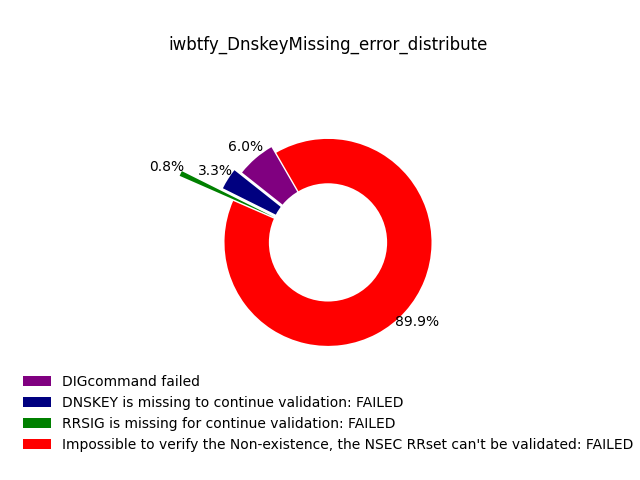 iwbtfy_DnskeyMissing_error_distribute
6.0%
0.8%
3.3%
89.9%
DIGcommand failed
DNSKEY is missing to continue validation: FAILED
RRSIG is missing for continue validation: FAILED
Impossible to verify the Non-existence, the NSEC RRset can't be validated: FAILED